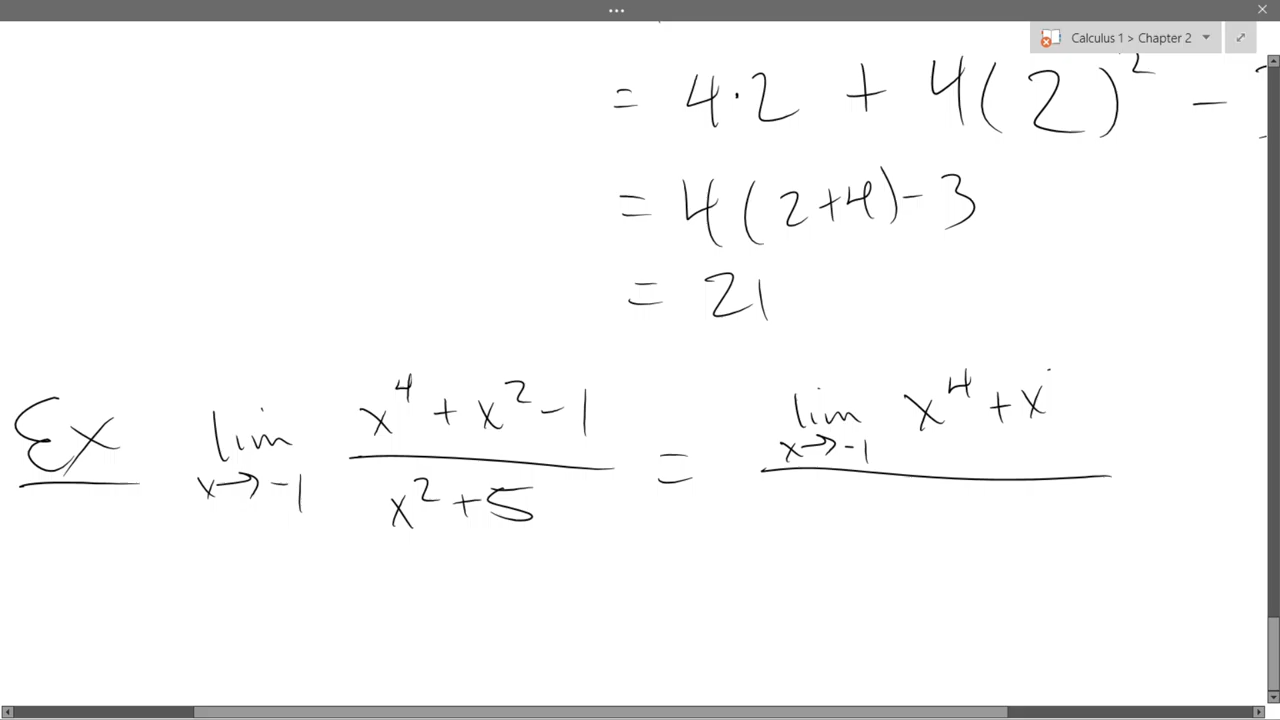 Calculus 1 > Chapter 2
= 4·2 + 4(2)² -
= 4(2+4)-3
= 21
Ex lim x→-1 (x⁴ + x² - 1)/(x² + 5) = lim x→-1 x⁴ + x